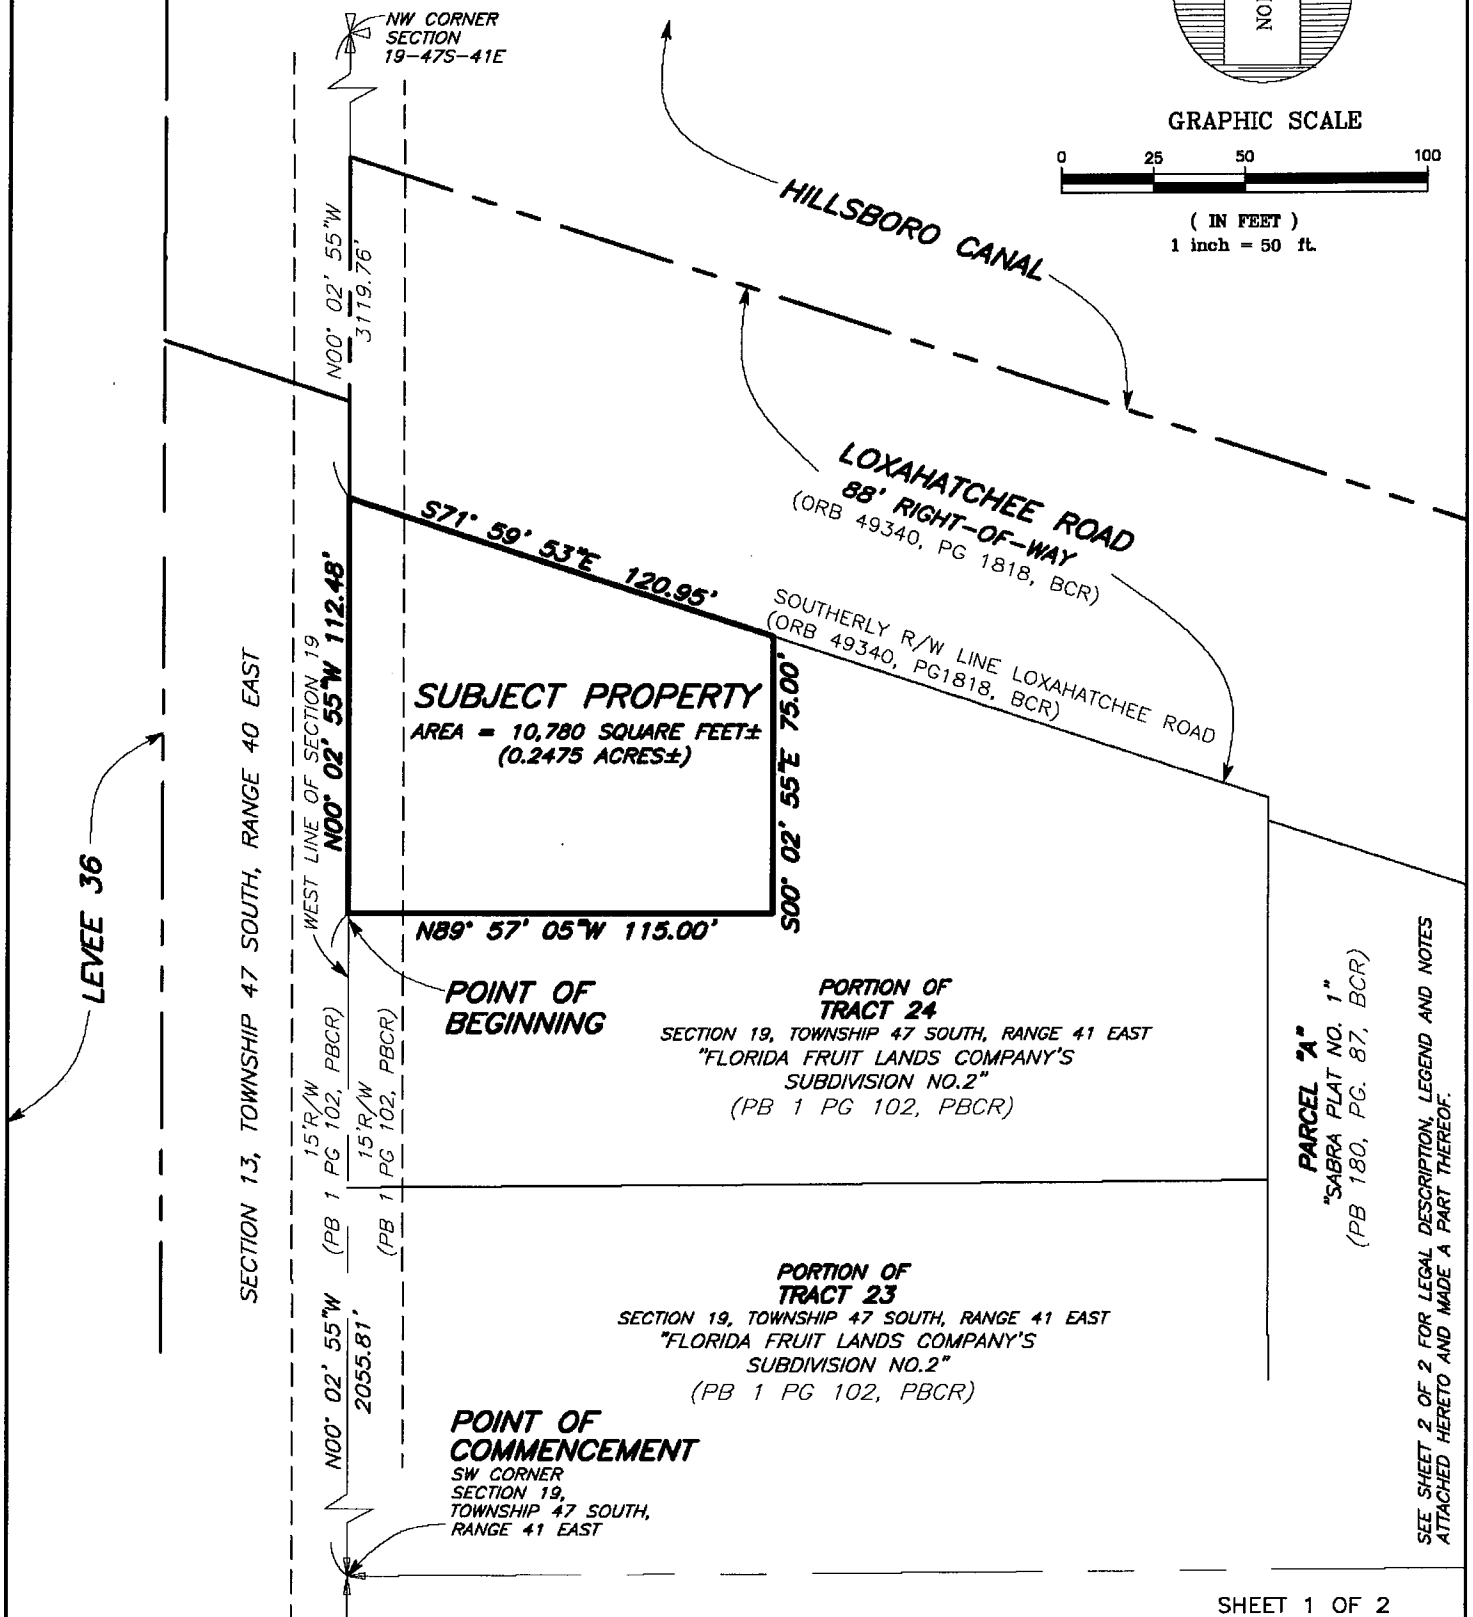 NW CORNER
SECTION
19-47S-41E
GRAPHIC SCALE
0 25 50 100
( IN FEET )
1 inch = 50 ft.
HILLSBORO CANAL
N00° 02' 55"W
3119.76'
LOXAHATCHEE ROAD
88' RIGHT-OF-WAY
(ORB 49340, PG 1818, BCR)
S71° 59' 53"E 120.95'
SOUTHERLY R/W LINE LOXAHATCHEE ROAD
(ORB 49340, PG1818, BCR)
N00° 02' 55"W 112.48'
WEST LINE OF SECTION 19
SUBJECT PROPERTY
AREA = 10,780 SQUARE FEET±
(0.2475 ACRES±)
S00° 02' 55"E 75.00'
N89° 57' 05"W 115.00'
SECTION 13, TOWNSHIP 47 SOUTH, RANGE 40 EAST
LEVEE 36
POINT OF
BEGINNING
15'R/W
(PB 1 PG 102, PBCR)
15'R/W
(PB 1 PG 102, PBCR)
PORTION OF
TRACT 24
SECTION 19, TOWNSHIP 47 SOUTH, RANGE 41 EAST
"FLORIDA FRUIT LANDS COMPANY'S
SUBDIVISION NO.2"
(PB 1 PG 102, PBCR)
PARCEL "A"
"SABRA PLAT NO. 1"
(PB 180, PG. 87, BCR)
PORTION OF
TRACT 23
SECTION 19, TOWNSHIP 47 SOUTH, RANGE 41 EAST
"FLORIDA FRUIT LANDS COMPANY'S
SUBDIVISION NO.2"
(PB 1 PG 102, PBCR)
N00° 02' 55"W
2055.81'
POINT OF
COMMENCEMENT
SW CORNER
SECTION 19,
TOWNSHIP 47 SOUTH,
RANGE 41 EAST
SEE SHEET 2 OF 2 FOR LEGAL DESCRIPTION, LEGEND AND NOTES
ATTACHED HERETO AND MADE A PART THEREOF.
SHEET 1 OF 2